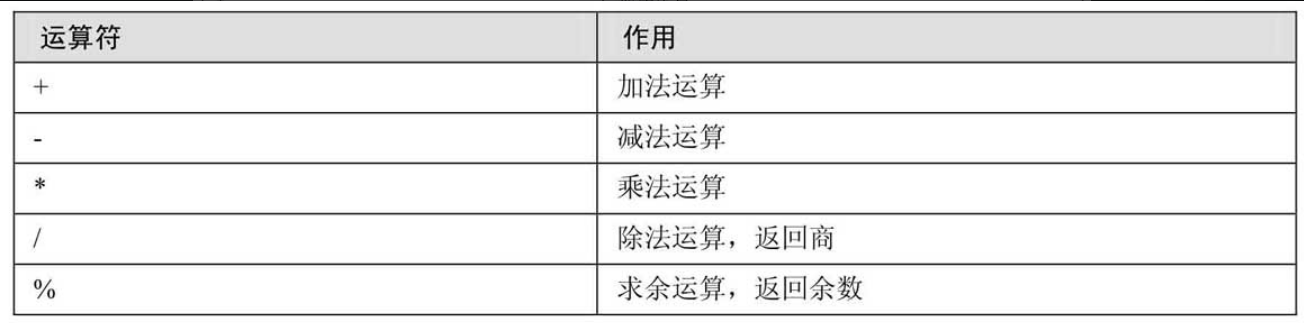 运算符 作用
+ 加法运算
- 减法运算
* 乘法运算
/ 除法运算，返回商
% 求余运算，返回余数